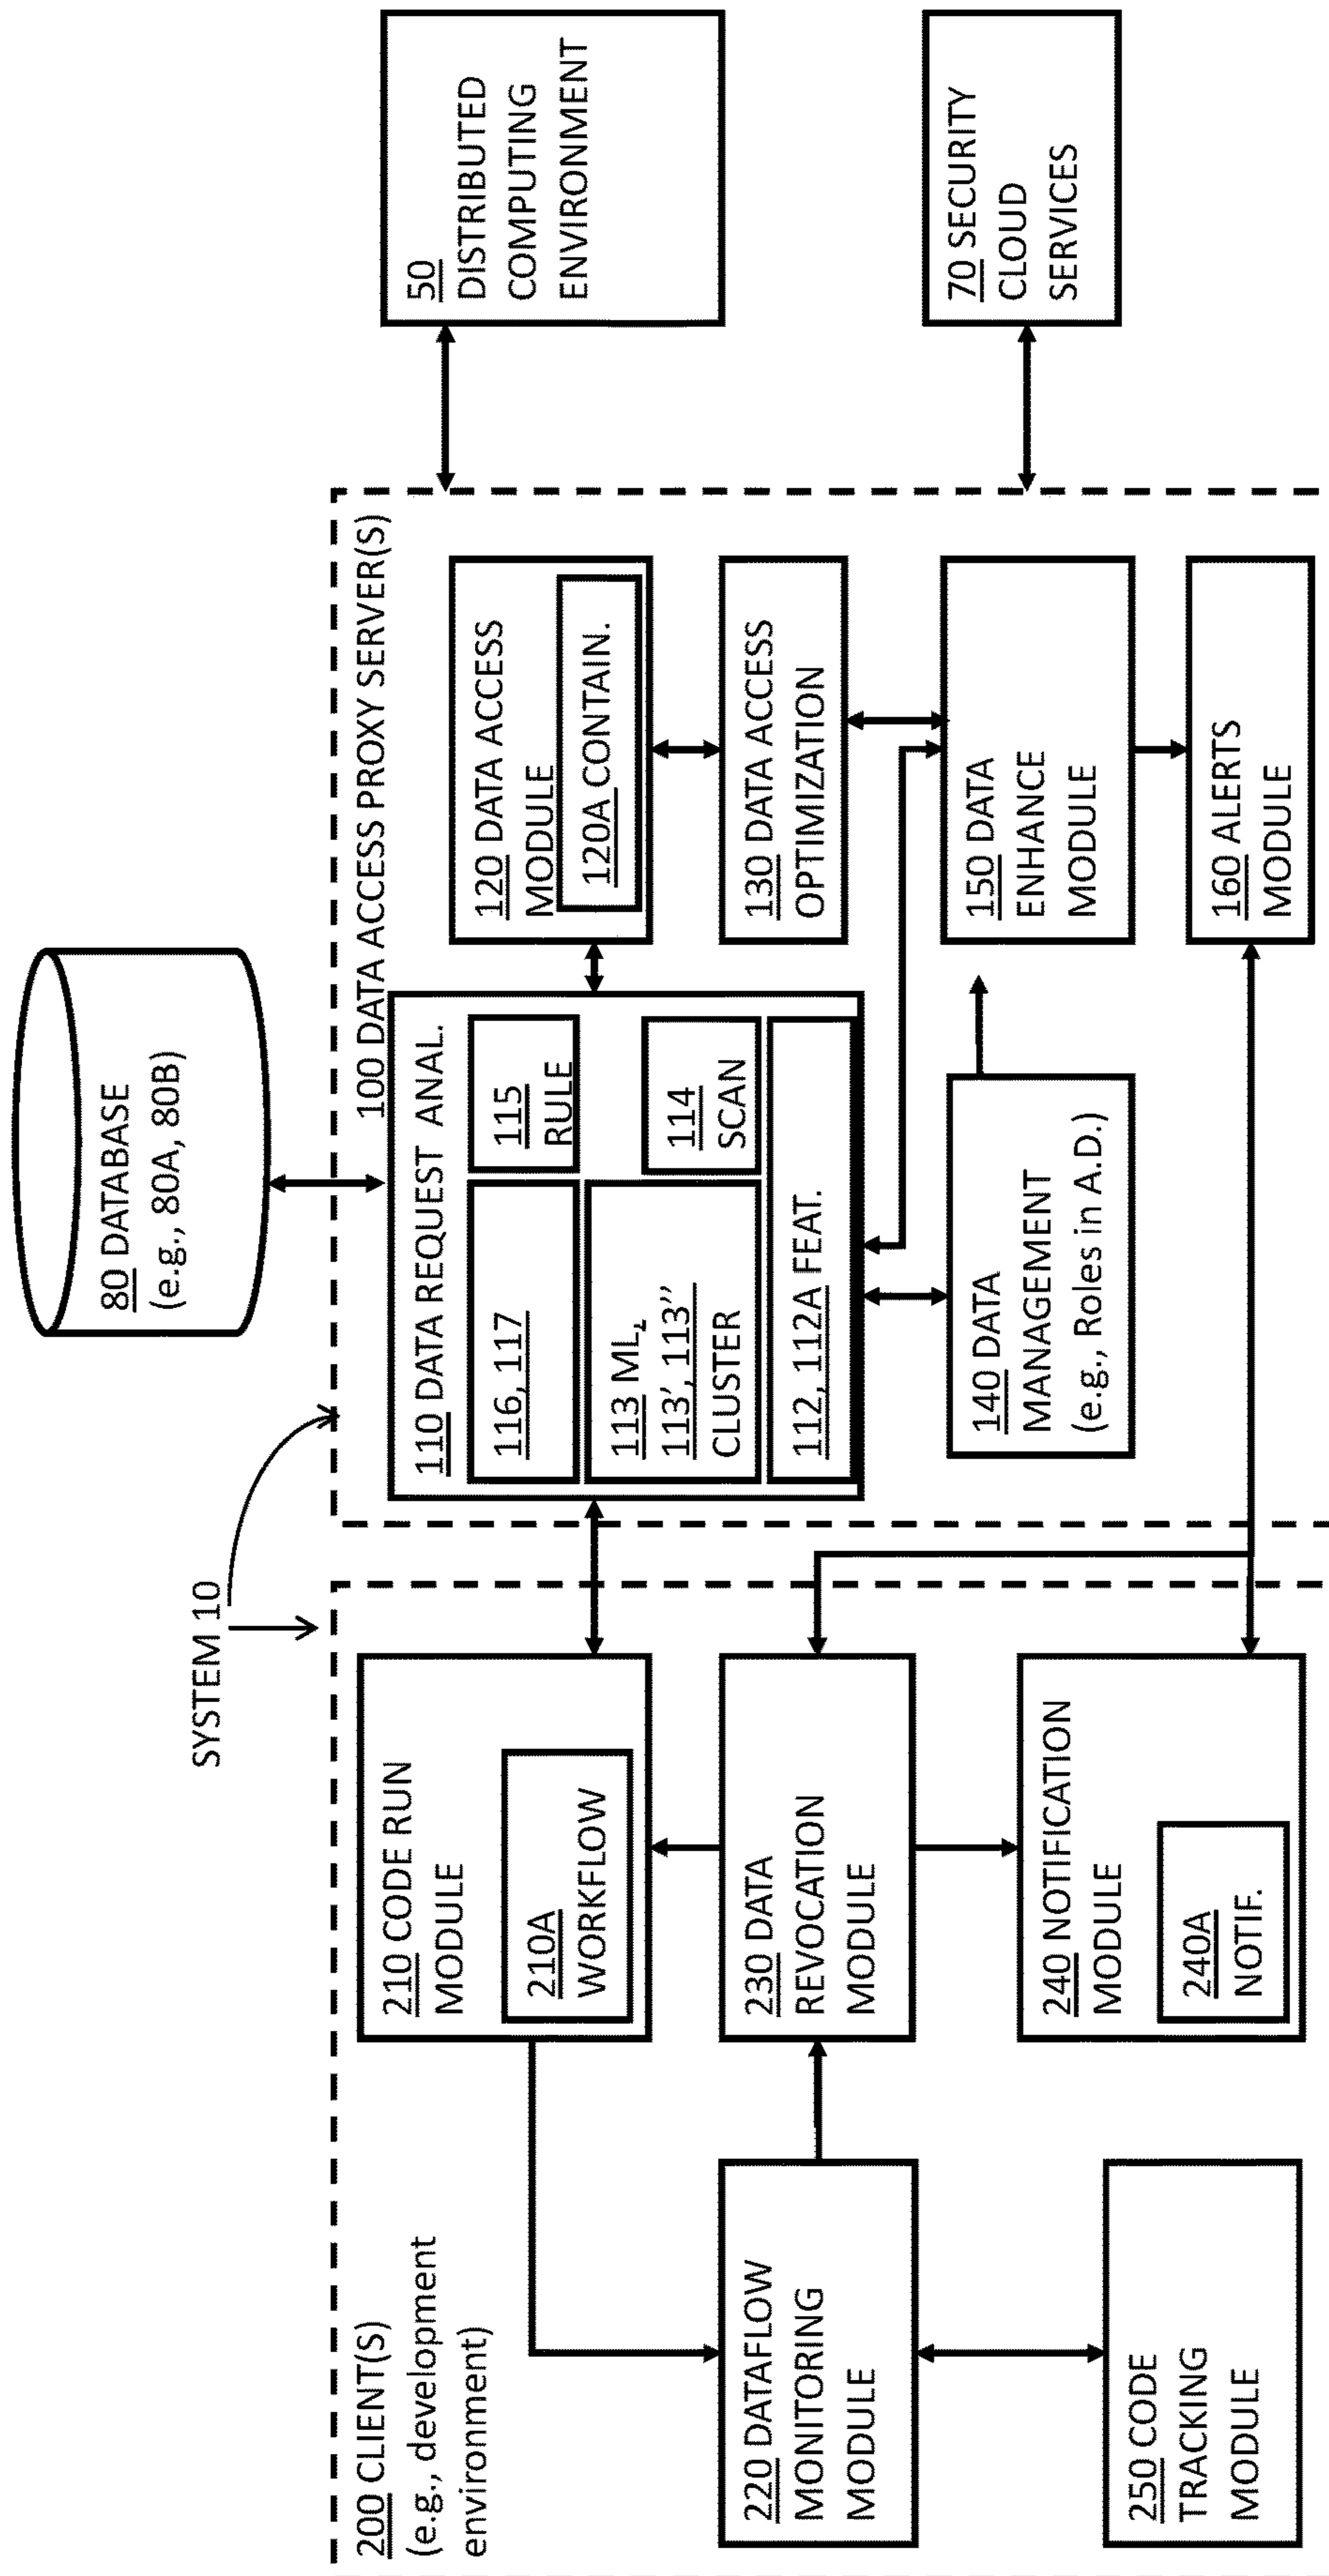 80 DATABASE
(e.g., 80A, 80B)
SYSTEM 10
200 CLIENT(S)
(e.g., development
environment)
210 CODE RUN
MODULE
210A
WORKFLOW
220 DATAFLOW
MONITORING
MODULE
230 DATA
REVOCATION
MODULE
250 CODE
TRACKING
MODULE
240 NOTIFICATION
MODULE
240A
NOTIF.
100 DATA ACCESS PROXY SERVER(S)
110 DATA REQUEST ANAL.
116, 117
115
RULE
113 ML,
113’, 113’’
CLUSTER
114
SCAN
112, 112A FEAT.
120 DATA ACCESS
MODULE
120A CONTAIN.
130 DATA ACCESS
OPTIMIZATION
140 DATA
MANAGEMENT
(e.g., Roles in A.D.)
150 DATA
ENHANCE
MODULE
160 ALERTS
MODULE
50
DISTRIBUTED
COMPUTING
ENVIRONMENT
70 SECURITY
CLOUD
SERVICES